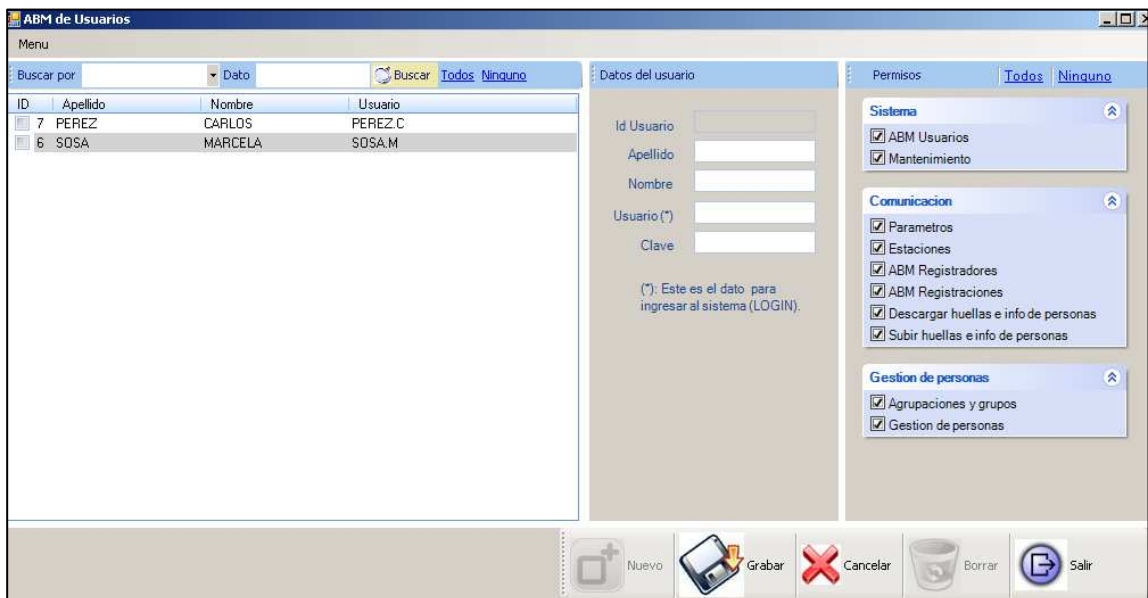 ABM de Usuarios
Menu
Buscar por Dato Buscar Todos Ninguno
ID Apellido Nombre Usuario
7 PEREZ CARLOS PEREZ.C
6 SOSA MARCELA SOSA.M
Datos del usuario
Id Usuario
Apellido
Nombre
Usuario (*)
Clave
(*): Este es el dato para
ingresar al sistema (LOGIN).
Permisos Todos Ninguno
Sistema
ABM Usuarios
Mantenimiento
Comunicacion
Parametros
Estaciones
ABM Registradores
ABM Registraciones
Descargar huellas e info de personas
Subir huellas e info de personas
Gestion de personas
Agrupaciones y grupos
Gestion de personas
Nuevo Grabar Cancelar Borrar Salir